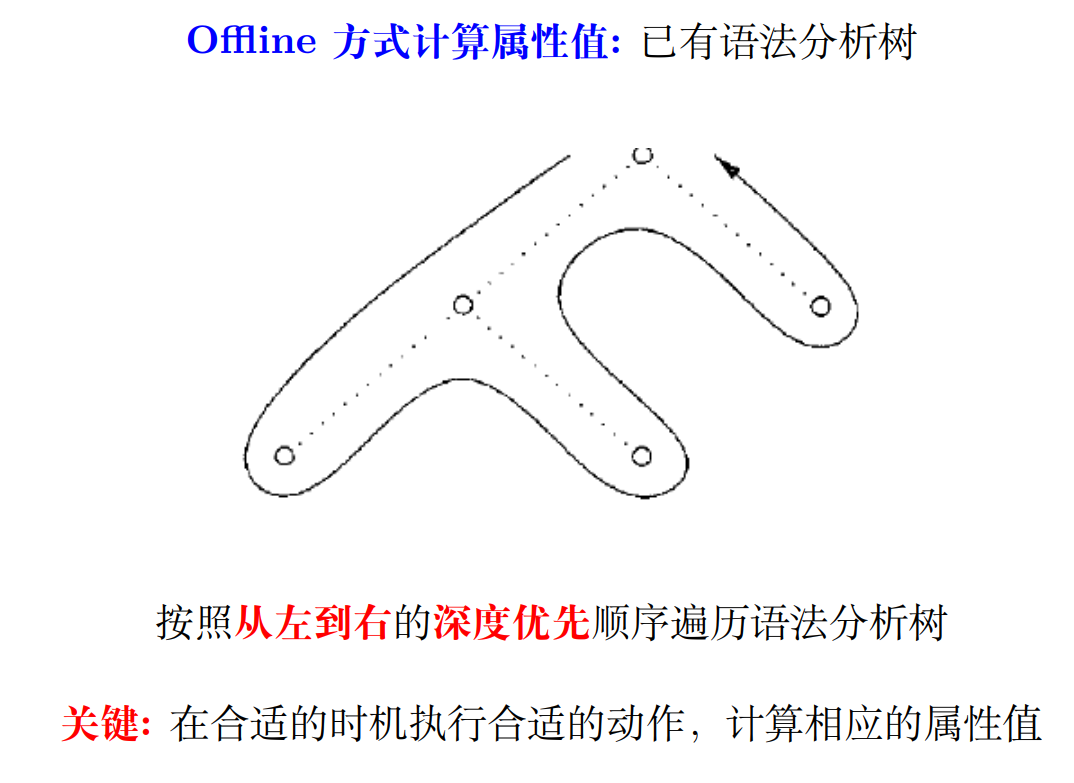 Offline 方式计算属性值: 已有语法分析树
按照从左到右的深度优先顺序遍历语法分析树
关键: 在合适的时机执行合适的动作, 计算相应的属性值